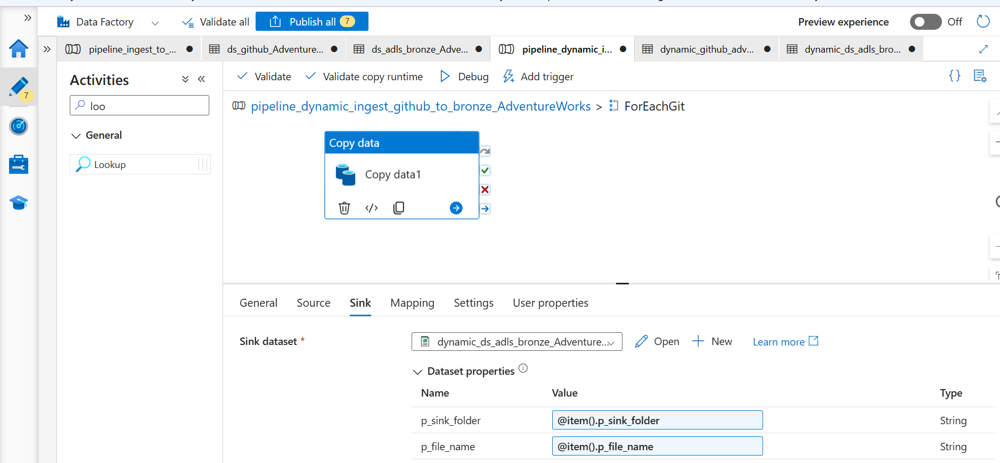 Data Factory
Validate all
Publish all 7
Preview experience
Off
pipeline_ingest_to_...
ds_github_Adventure...
ds_adls_bronze_Adve...
pipeline_dynamic_i...
dynamic_github_adv...
dynamic_ds_adls_bro...
7
Activities
loo
General
Lookup
Validate
Validate copy runtime
Debug
Add trigger
{}
pipeline_dynamic_ingest_github_to_bronze_AdventureWorks > ForEachGit
Copy data
Copy data1
General
Source
Sink
Mapping
Settings
User properties
Sink dataset *
dynamic_ds_adls_bronze_Adventure...
Open
New
Learn more
Dataset properties
Name Value Type
p_sink_folder @item().p_sink_folder String
p_file_name @item().p_file_name String